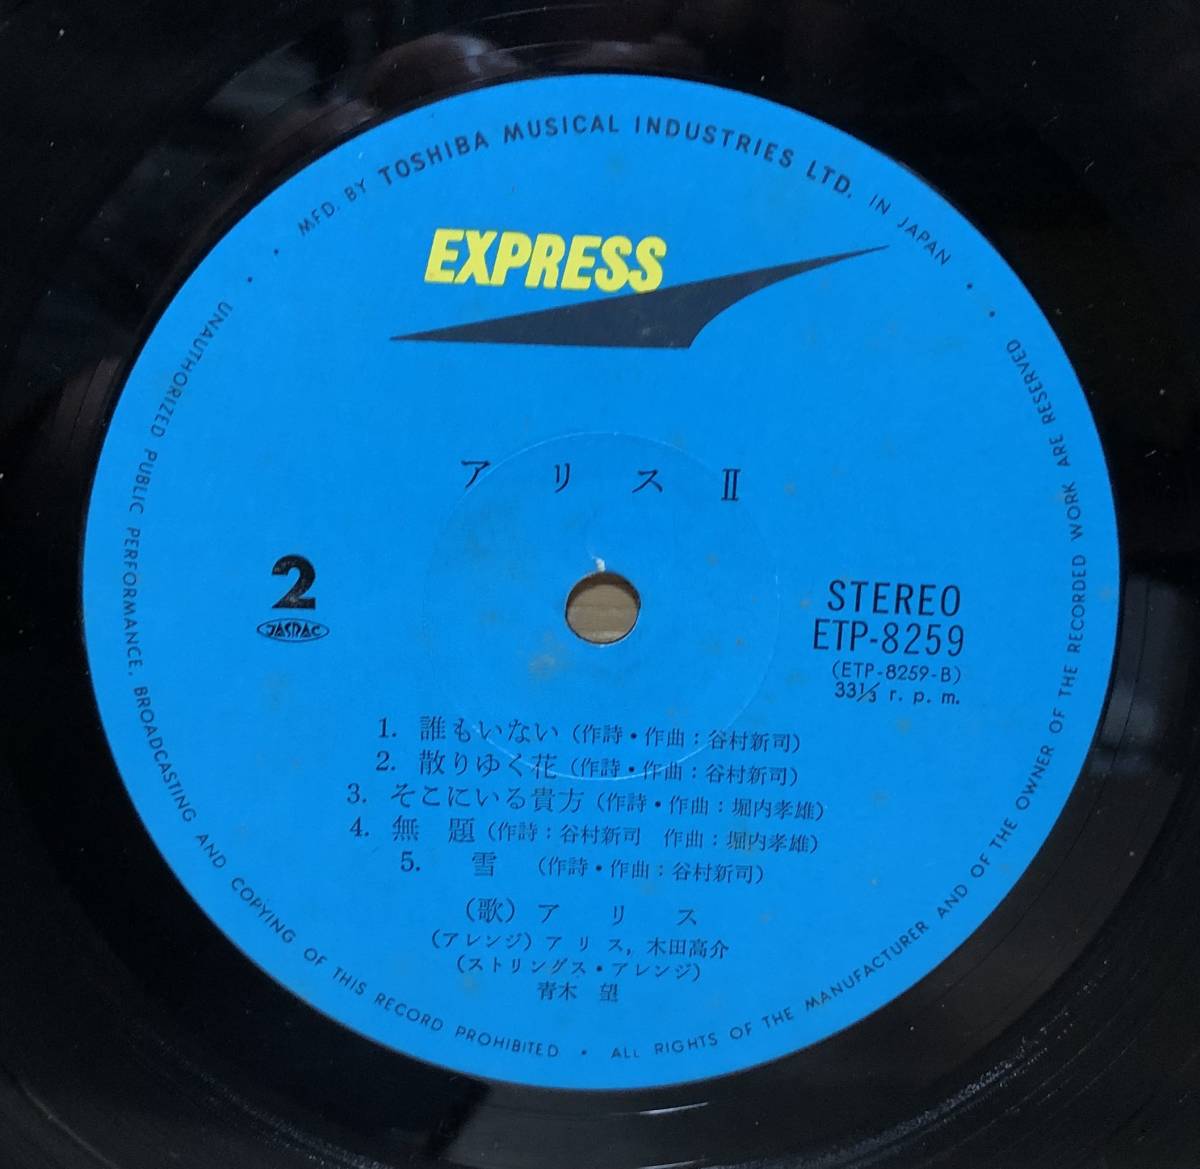 MFD. BY TOSHIBA MUSICAL INDUSTRIES LTD. IN JAPAN
EXPRESS
アリスⅡ
2
JASRAC
STEREO
ETP-8259
(ETP-8259-B)
33⅓ r. p. m.
1. 誰もいない(作詩・作曲:谷村新司)
2. 散りゆく花(作詩・作曲:谷村新司)
3. そこにいる貴方(作詩・作曲:堀内孝雄)
4. 無 題(作詩:谷村新司 作曲:堀内孝雄)
5. 雪 (作詩・作曲:谷村新司)
(歌)アリス
(アレンジ)アリス, 木田高介
(ストリングス・アレンジ)
青木 望
UNAUTHORIZED PUBLIC PERFORMANCE, BROADCASTING AND COPYING OF THIS RECORD PROHIBITED • ALL RIGHTS OF THE MANUFACTURER AND OF THE OWNER OF THE RECORDED WORK ARE RESERVED